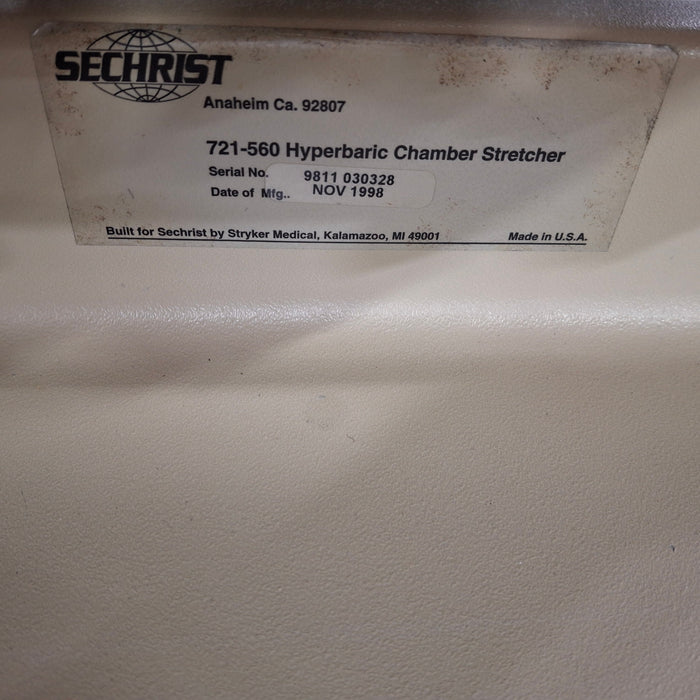 SECHRIST
Anaheim Ca. 92807
721-560 Hyperbaric Chamber Stretcher
Serial No. 9811 030328
Date of Mfg.. NOV 1998
Built for Sechrist by Stryker Medical, Kalamazoo, MI 49001 Made in U.S.A.